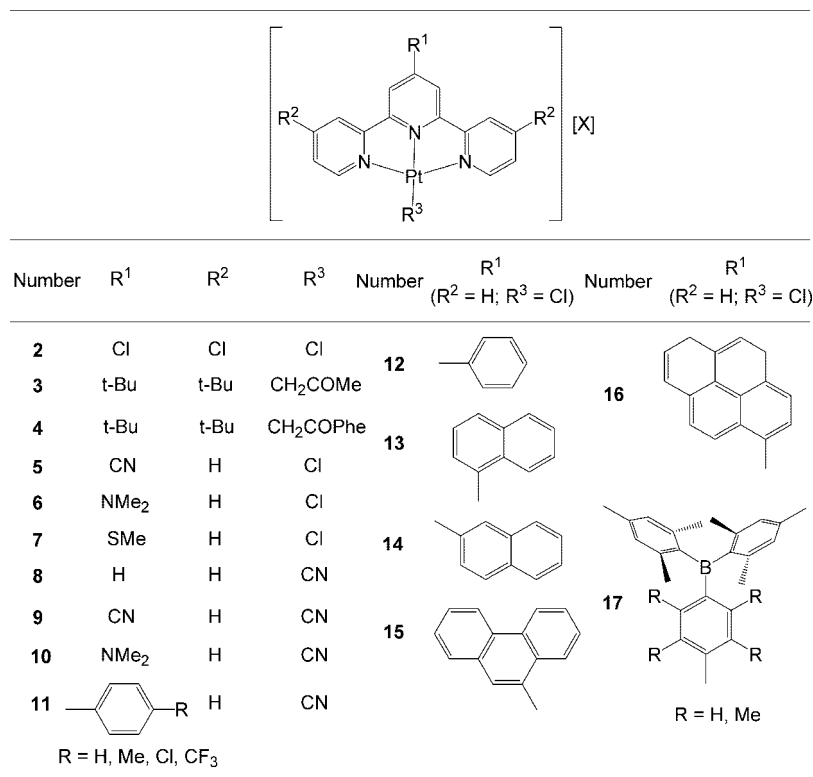 R¹
R² R²
[X]
N N N
Pt
R³
Number R¹ R² R³ Number R¹ (R² = H; R³ = Cl) Number R¹ (R² = H; R³ = Cl)
2 Cl Cl Cl
3 t-Bu t-Bu CH₂COMe
4 t-Bu t-Bu CH₂COPhe
5 CN H Cl
6 NMe₂ H Cl
7 SMe H Cl
8 H H CN
9 CN H CN
10 NMe₂ H CN
11 R H CN
R = H, Me, Cl, CF₃
12
13
14
15
16
17
B
R R
R R
R = H, Me